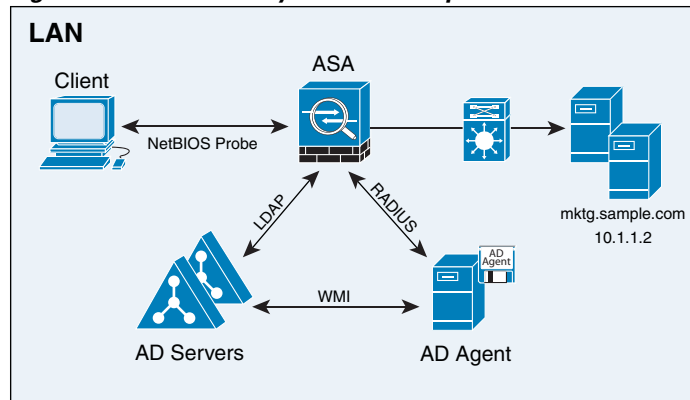 LAN
Client
ASA
NetBIOS Probe
mktg.sample.com
10.1.1.2
LDAP
RADIUS
AD
Agent
WMI
AD Servers
AD Agent